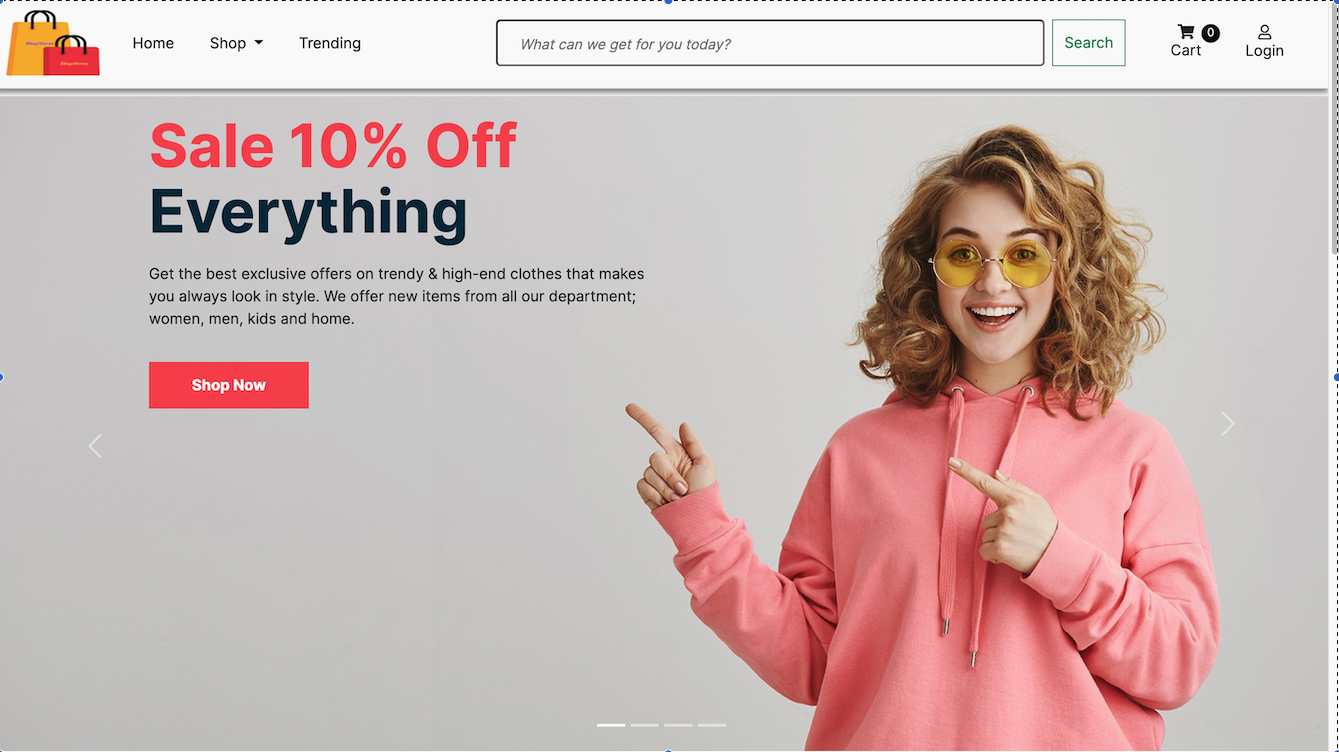 ShopVerse
ShopVerse
Home
Shop
Trending
What can we get for you today?
Search
Cart
0
Login
Sale 10% Off
Everything
Get the best exclusive offers on trendy & high-end clothes that makes
you always look in style. We offer new items from all our department;
women, men, kids and home.
Shop Now